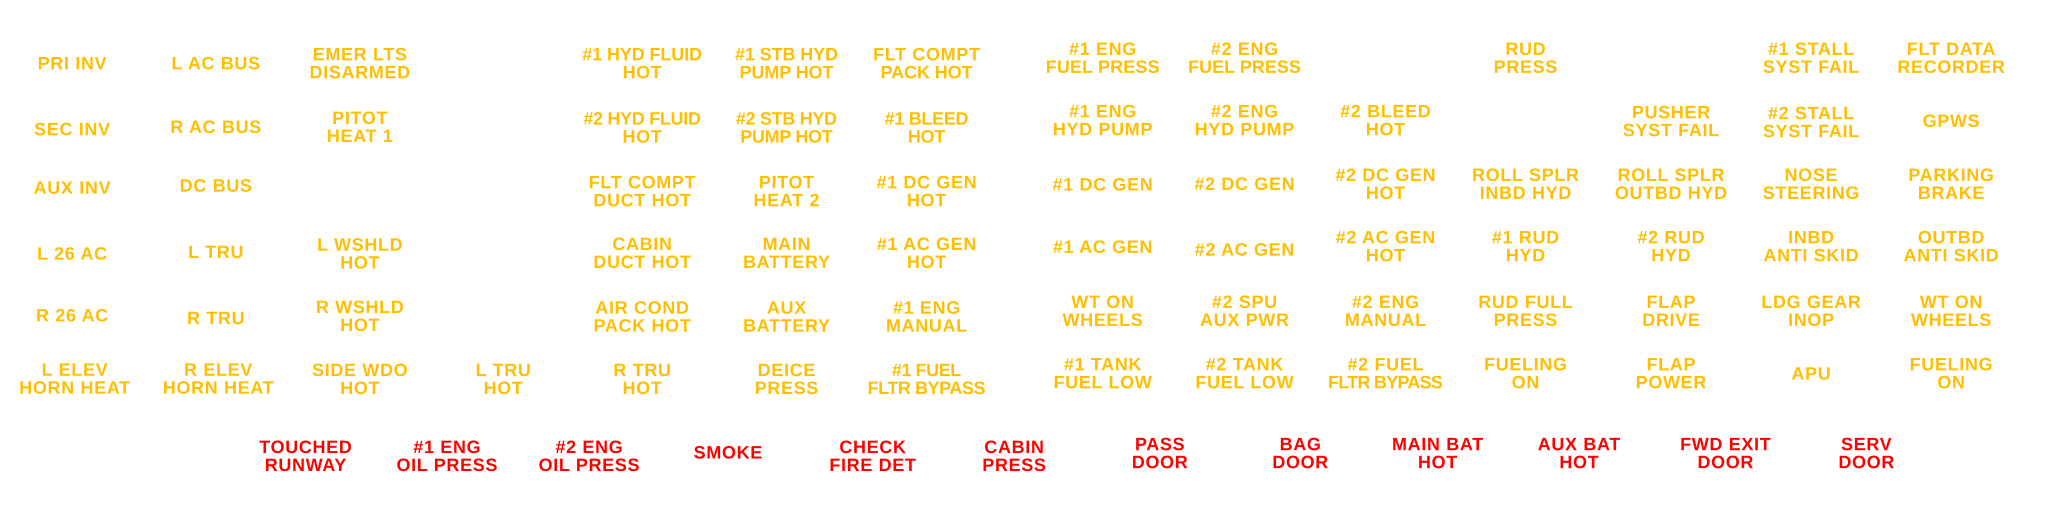 PRI INV
L AC BUS
EMER LTS
DISARMED
#1 HYD FLUID
HOT
#1 STB HYD
PUMP HOT
FLT COMPT
PACK HOT
#1 ENG
FUEL PRESS
#2 ENG
FUEL PRESS
RUD
PRESS
#1 STALL
SYST FAIL
FLT DATA
RECORDER
SEC INV
R AC BUS
PITOT
HEAT 1
#2 HYD FLUID
HOT
#2 STB HYD
PUMP HOT
#1 BLEED
HOT
#1 ENG
HYD PUMP
#2 ENG
HYD PUMP
#2 BLEED
HOT
PUSHER
SYST FAIL
#2 STALL
SYST FAIL
GPWS
AUX INV
DC BUS
FLT COMPT
DUCT HOT
PITOT
HEAT 2
#1 DC GEN
HOT
#1 DC GEN
#2 DC GEN
#2 DC GEN
HOT
ROLL SPLR
INBD HYD
ROLL SPLR
OUTBD HYD
NOSE
STEERING
PARKING
BRAKE
L 26 AC
L TRU
L WSHLD
HOT
CABIN
DUCT HOT
MAIN
BATTERY
#1 AC GEN
HOT
#1 AC GEN
#2 AC GEN
#2 AC GEN
HOT
#1 RUD
HYD
#2 RUD
HYD
INBD
ANTI SKID
OUTBD
ANTI SKID
R 26 AC
R TRU
R WSHLD
HOT
AIR COND
PACK HOT
AUX
BATTERY
#1 ENG
MANUAL
WT ON
WHEELS
#2 SPU
AUX PWR
#2 ENG
MANUAL
RUD FULL
PRESS
FLAP
DRIVE
LDG GEAR
INOP
WT ON
WHEELS
L ELEV
HORN HEAT
R ELEV
HORN HEAT
SIDE WDO
HOT
L TRU
HOT
R TRU
HOT
DEICE
PRESS
#1 FUEL
FLTR BYPASS
#1 TANK
FUEL LOW
#2 TANK
FUEL LOW
#2 FUEL
FLTR BYPASS
FUELING
ON
FLAP
POWER
APU
FUELING
ON
TOUCHED
RUNWAY
#1 ENG
OIL PRESS
#2 ENG
OIL PRESS
SMOKE
CHECK
FIRE DET
CABIN
PRESS
PASS
DOOR
BAG
DOOR
MAIN BAT
HOT
AUX BAT
HOT
FWD EXIT
DOOR
SERV
DOOR